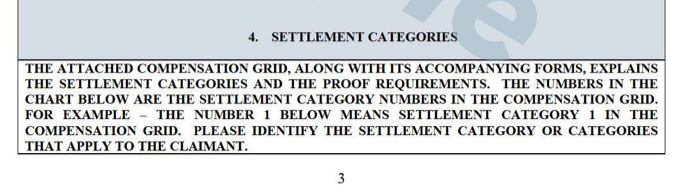 4. SETTLEMENT CATEGORIES
THE ATTACHED COMPENSATION GRID, ALONG WITH ITS ACCOMPANYING FORMS, EXPLAINS
THE SETTLEMENT CATEGORIES AND THE PROOF REQUIREMENTS. THE NUMBERS IN THE
CHART BELOW ARE THE SETTLEMENT CATEGORY NUMBERS IN THE COMPENSATION GRID.
FOR EXAMPLE – THE NUMBER 1 BELOW MEANS SETTLEMENT CATEGORY 1 IN THE
COMPENSATION GRID. PLEASE IDENTIFY THE SETTLEMENT CATEGORY OR CATEGORIES
THAT APPLY TO THE CLAIMANT.
3